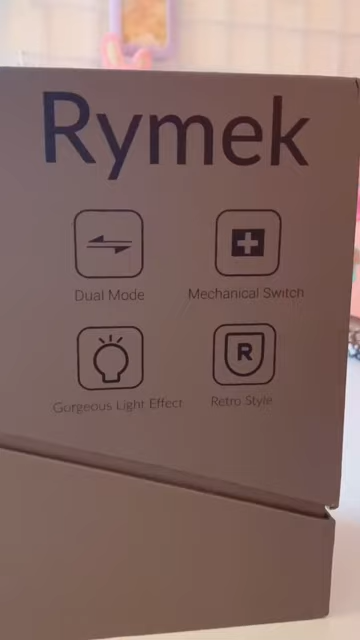 Rymek
Dual Mode
Mechanical Switch
R
Gorgeous Light Effect
Retro Style